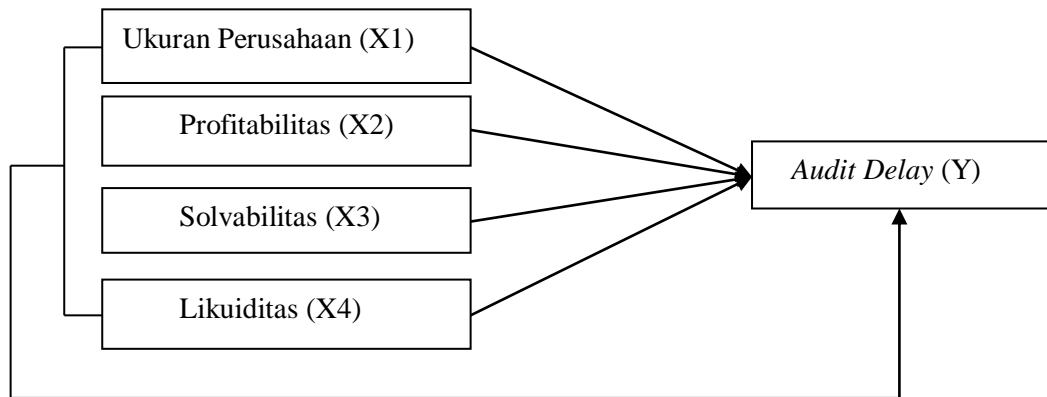 Ukuran Perusahaan (X1)
Profitabilitas (X2)
Solvabilitas (X3)
Likuiditas (X4)
Audit Delay (Y)